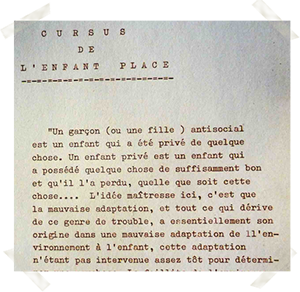 CURSUS
DE
L'ENFANT PLACE
"Un garçon (ou une fille ) antisocial
est un enfant qui a été privé de quelque
chose. Un enfant privé est un enfant qui
a possédé quelque chose de suffisamment bon
et qu'il l'a perdu, quelle que soit cette
chose.... L'idée maîtresse ici, c'est que
la mauvaise adaptation, et tout ce qui dérive
de ce genre de trouble, a essentiellement son
origine dans une mauvaise adaptation de l'en-
vironnement à l'enfant, cette adaptation
n'étant pas intervenue assez tôt pour détermi-